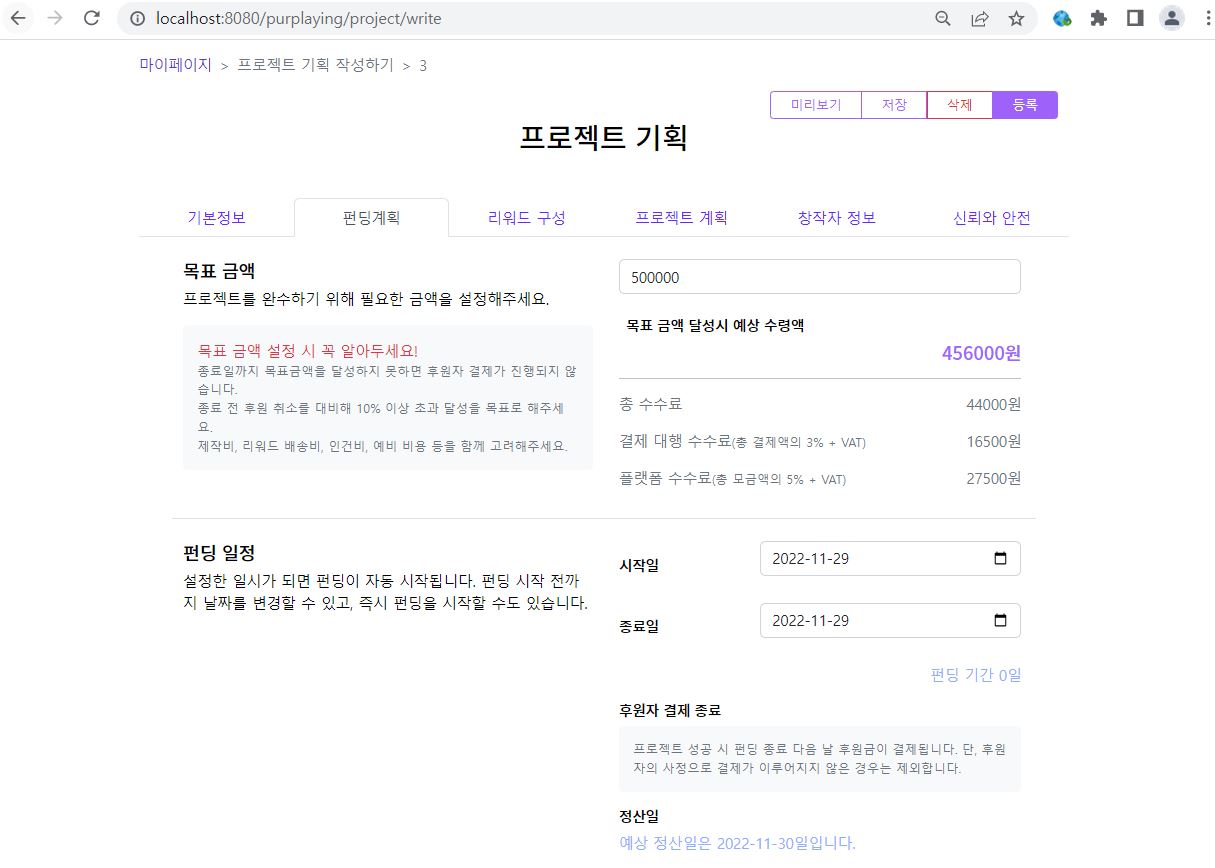 localhost:8080/purplaying/project/write
마이페이지 > 프로젝트 기획 작성하기 > 3
미리보기 저장 삭제 등록
프로젝트 기획
기본정보 펀딩계획 리워드 구성 프로젝트 계획 창작자 정보 신뢰와 안전
목표 금액
프로젝트를 완수하기 위해 필요한 금액을 설정해주세요.
목표 금액 설정 시 꼭 알아두세요!
종료일까지 목표금액을 달성하지 못하면 후원자 결제가 진행되지 않
습니다.
종료 전 후원 취소를 대비해 10% 이상 초과 달성을 목표로 해주세
요.
제작비, 리워드 배송비, 인건비, 예비 비용 등을 함께 고려해주세요.
500000
목표 금액 달성시 예상 수령액
456000원
총 수수료 44000원
결제 대행 수수료(총 결제액의 3% + VAT) 16500원
플랫폼 수수료(총 모금액의 5% + VAT) 27500원
펀딩 일정
설정한 일시가 되면 펀딩이 자동 시작됩니다. 펀딩 시작 전까
지 날짜를 변경할 수 있고, 즉시 펀딩을 시작할 수도 있습니다.
시작일 2022-11-29
종료일 2022-11-29
펀딩 기간 0일
후원자 결제 종료
프로젝트 성공 시 펀딩 종료 다음 날 후원금이 결제됩니다. 단, 후원
자의 사정으로 결제가 이루어지지 않은 경우는 제외합니다.
정산일
예상 정산일은 2022-11-30일입니다.